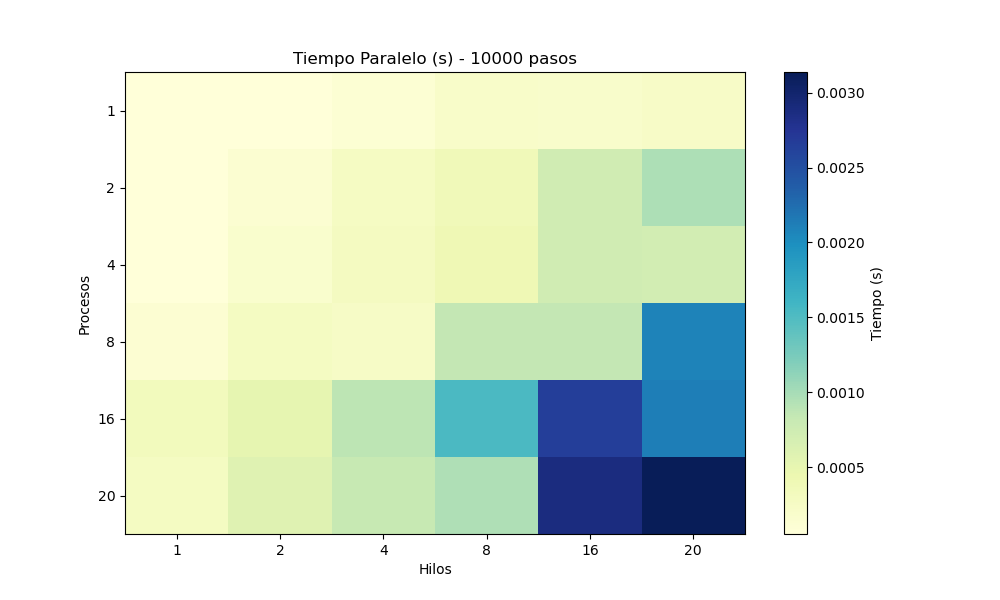 Tiempo Paralelo (s) - 10000 pasos
1
2
4
8
16
20
Procesos
1 2 4 8 16 20
Hilos
0.0030
0.0025
0.0020
0.0015
0.0010
0.0005
Tiempo (s)